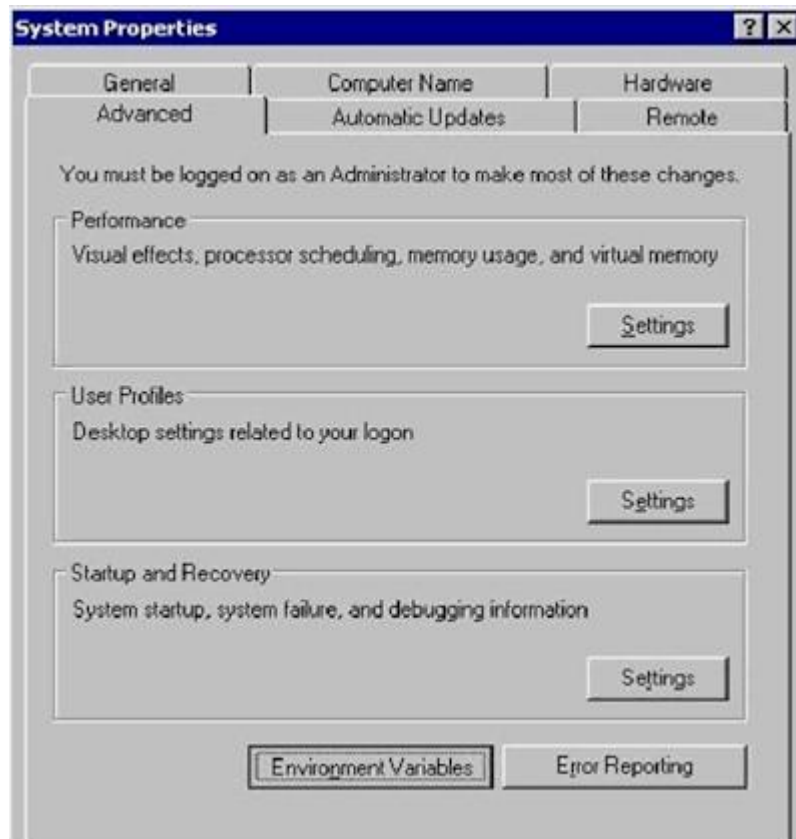 System Properties
General Computer Name Hardware
Advanced Automatic Updates Remote
You must be logged on as an Administrator to make most of these changes.
Performance
Visual effects, processor scheduling, memory usage, and virtual memory
Settings
User Profiles
Desktop settings related to your logon
Settings
Startup and Recovery
System startup, system failure, and debugging information
Settings
Environment Variables Error Reporting